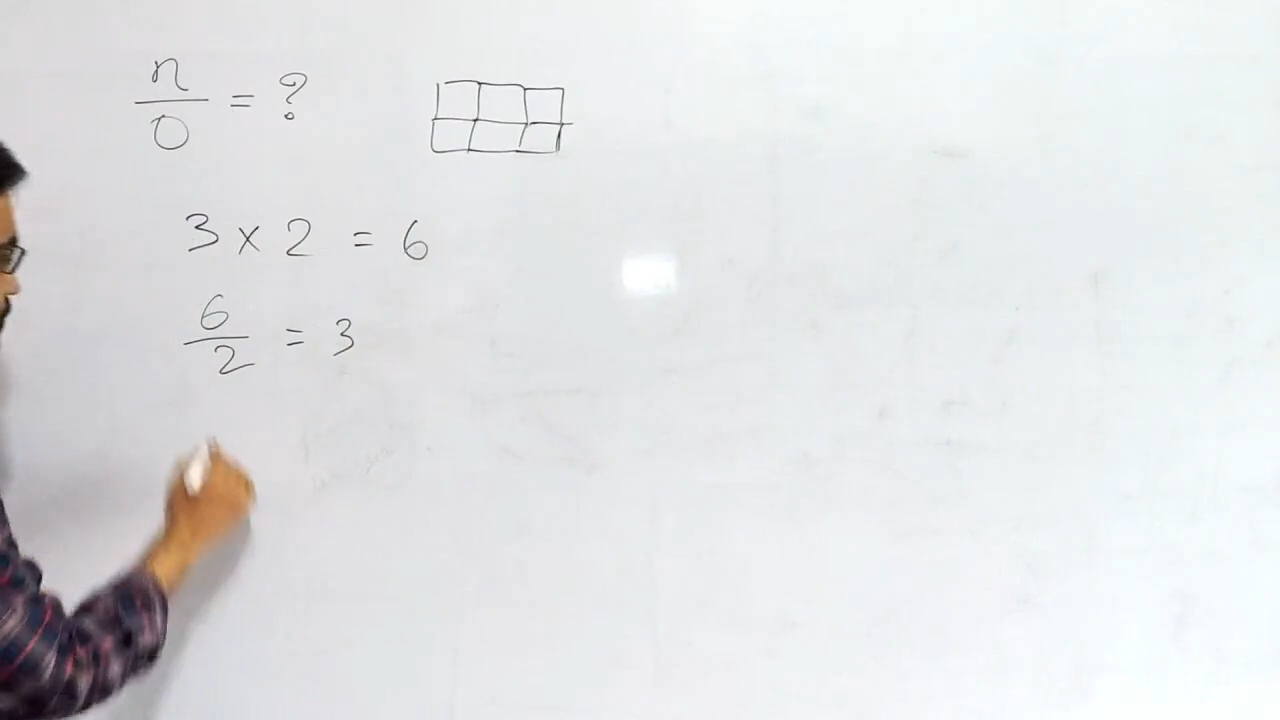 n/0 = ?
3 × 2 = 6
6/2 = 3